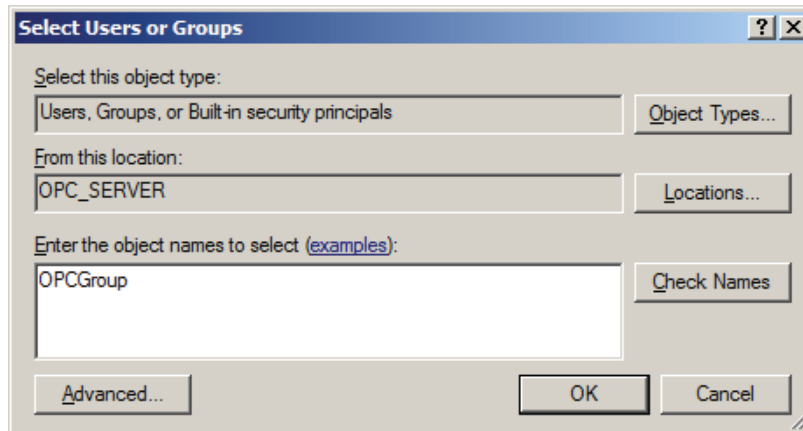 Select Users or Groups
Select this object type:
Users, Groups, or Built-in security principals
Object Types...
From this location:
OPC_SERVER
Locations...
Enter the object names to select (examples):
OPCGroup
Check Names
Advanced...
OK
Cancel